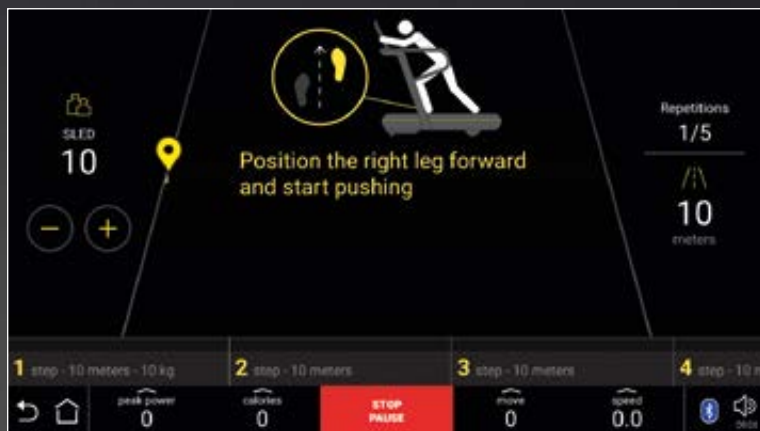 SLED
10
Position the right leg forward
and start pushing
Repetitions
1/5
10
meters
1 step - 10 meters - 10 kg
2 step - 10 meters
3 step - 10 meters
4 step - 10 m
peak power
0
calories
0
STOP
PAUSE
move
0
speed
0.0